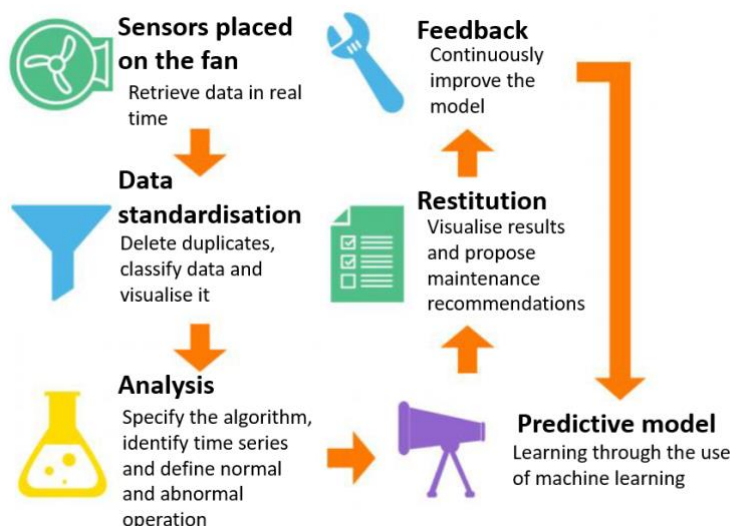 Sensors placed
on the fan
Retrieve data in real
time
Data
standardisation
Delete duplicates,
classify data and
visualise it
Analysis
Specify the algorithm,
identify time series
and define normal
and abnormal
operation
Predictive model
Learning through the use
of machine learning
Restitution
Visualise results
and propose
maintenance
recommendations
Feedback
Continuously
improve the
model